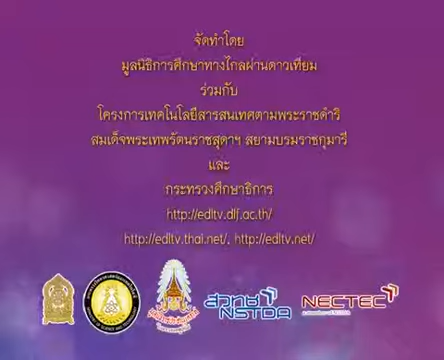 จัดทำโดย
มูลนิธิการศึกษาทางไกลผ่านดาวเทียม
ร่วมกับ
โครงการเทคโนโลยีสารสนเทศตามพระราชดำริ
สมเด็จพระเทพรัตนราชสุดาฯ สยามบรมราชกุมารี
และ
กระทรวงศึกษาธิการ
http://edltv.dlf.ac.th/
http://edltv.thai.net/, http://edltv.net/
สวทช NECTEC
NSTDA